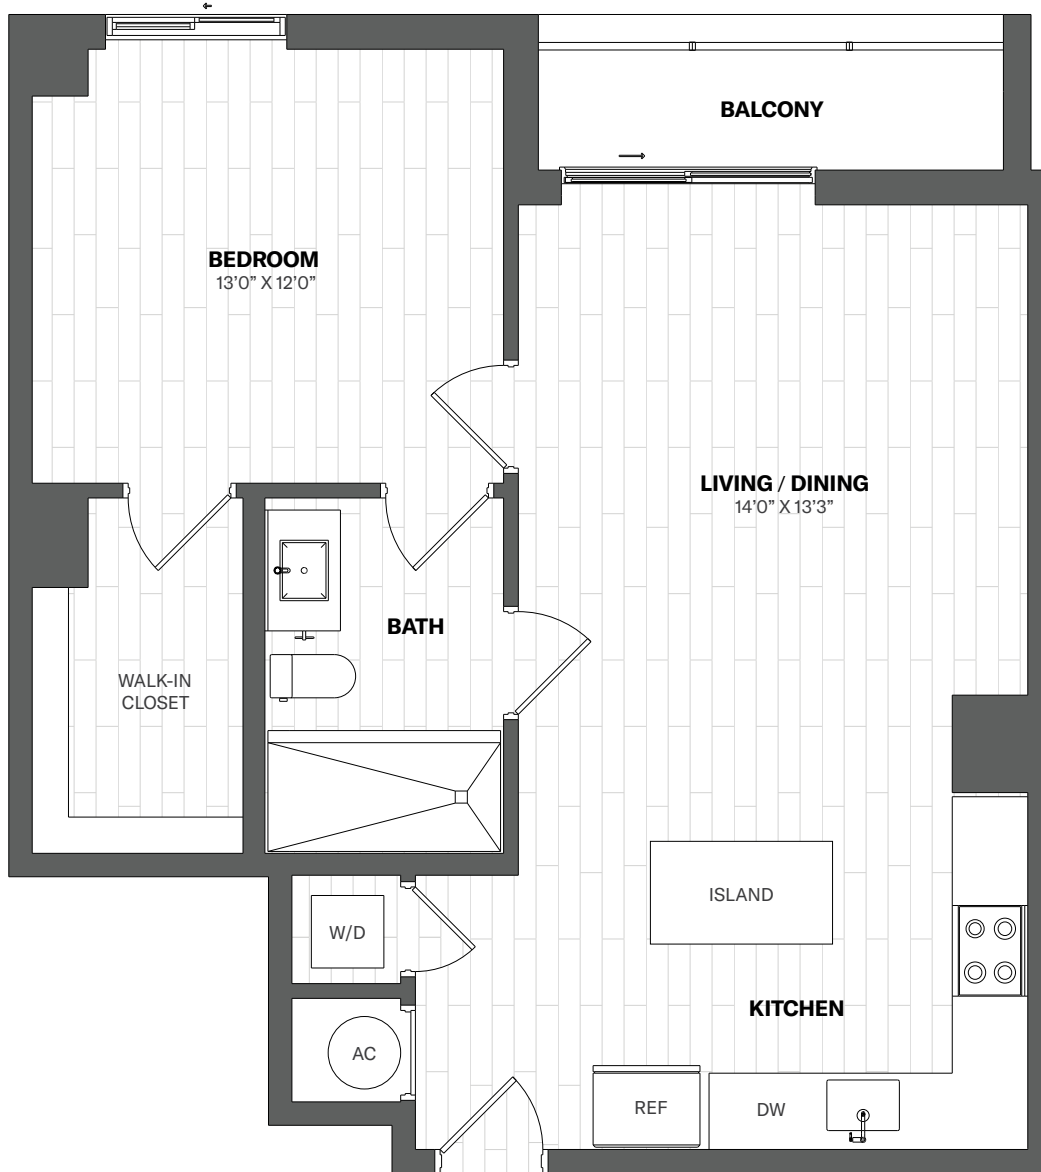 BALCONY
BEDROOM
13’0” X 12’0”
LIVING / DINING
14’0” X 13’3”
BATH
WALK-IN
CLOSET
ISLAND
W/D
KITCHEN
AC
REF
DW